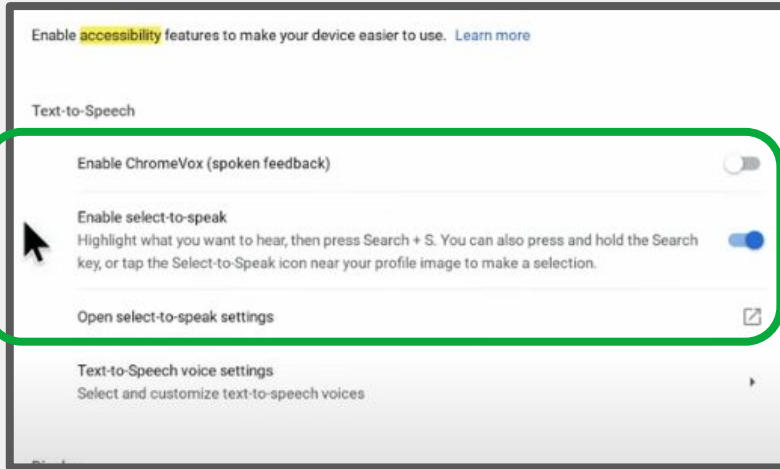 Enable accessibility features to make your device easier to use. Learn more
Text-to-Speech
Enable ChromeVox (spoken feedback)
Enable select-to-speak
Highlight what you want to hear, then press Search + S. You can also press and hold the Search
key, or tap the Select-to-Speak icon near your profile image to make a selection.
Open select-to-speak settings
Text-to-Speech voice settings
Select and customize text-to-speech voices